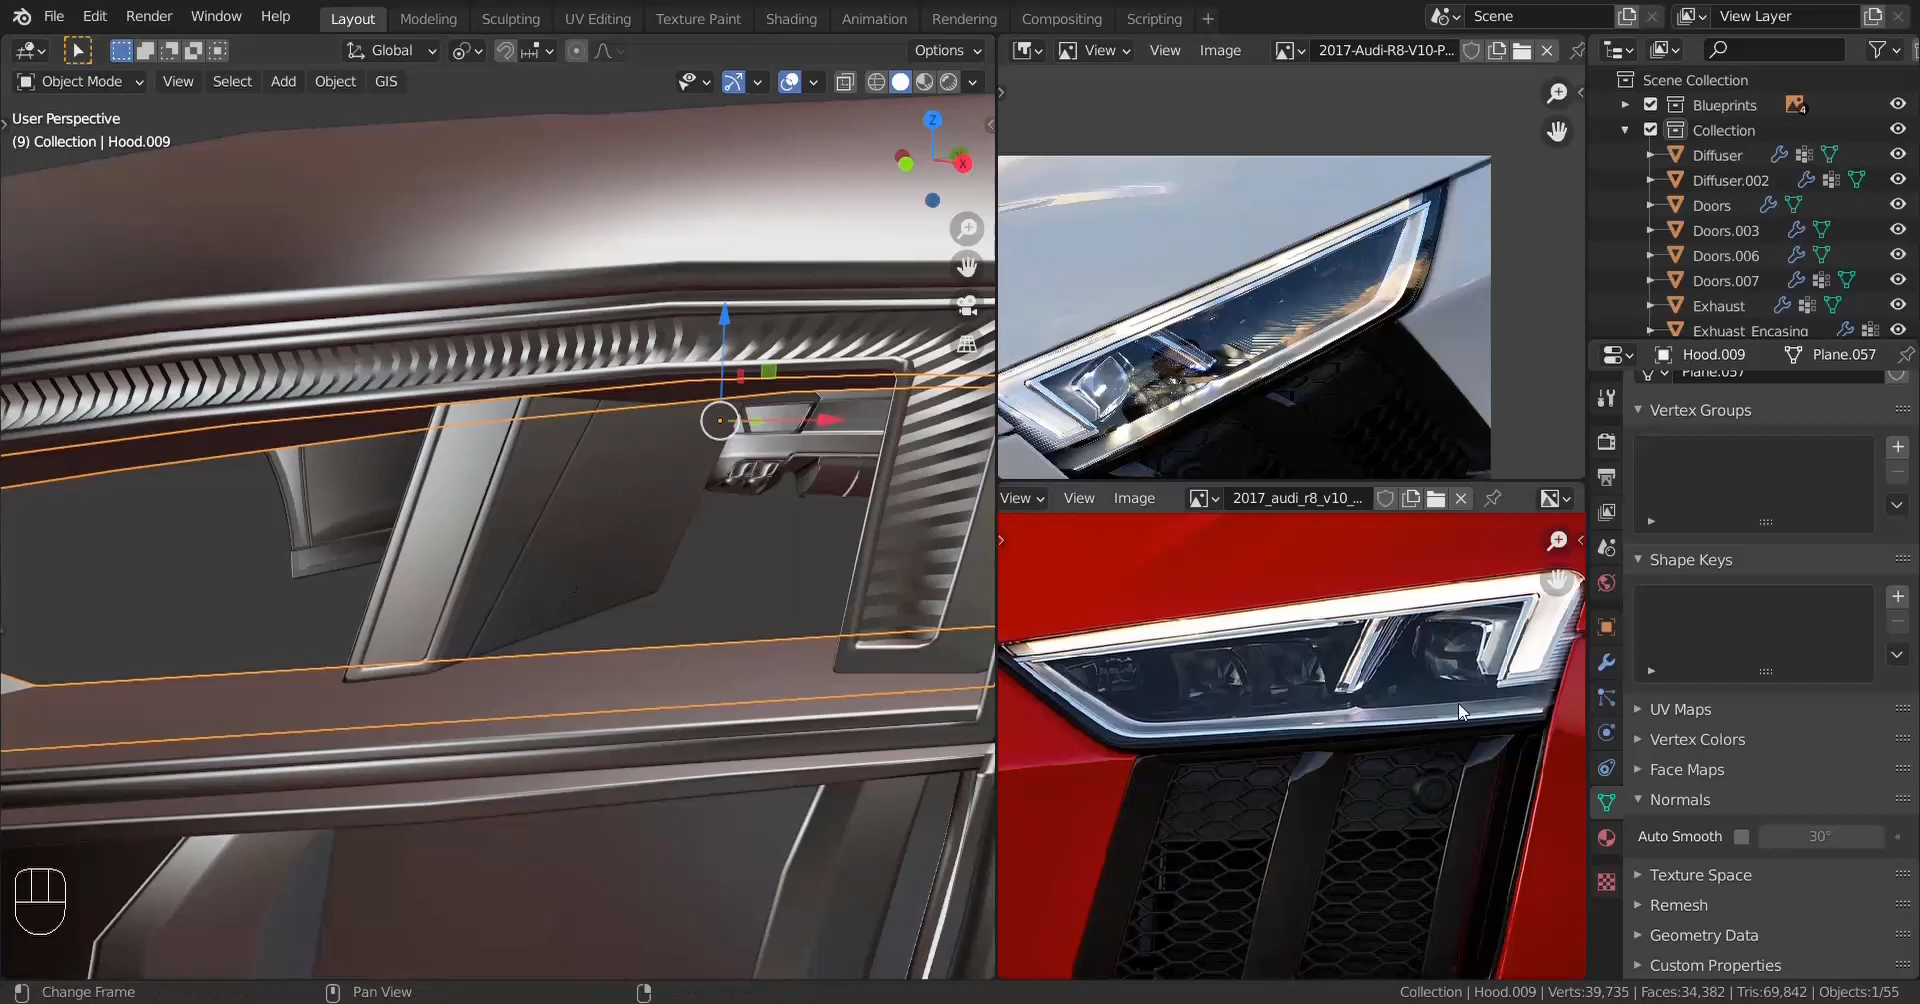 File Edit Render Window Help
Layout Modeling Sculpting UV Editing Texture Paint Shading Animation Rendering Compositing Scripting +
Scene
View Layer
Global
Options
View View Image
2017-Audi-R8-V10-P...
Object Mode View Select Add Object GIS
User Perspective
(9) Collection | Hood.009
Z
X
Scene Collection
Blueprints
4
Collection
Diffuser
Diffuser.002
Doors
Doors.003
Doors.006
Doors.007
Exhaust
Exhuast Encasing
Hood.009 Plane.057
Plane.057
Vertex Groups
View View Image
2017_audi_r8_v10_...
Shape Keys
UV Maps
Vertex Colors
Face Maps
Normals
Auto Smooth 30°
Texture Space
Remesh
Geometry Data
Custom Properties
Change Frame
Pan View
Collection | Hood.009 | Verts:39,735 | Faces:34,382 | Tris:69,842 | Objects:1/55